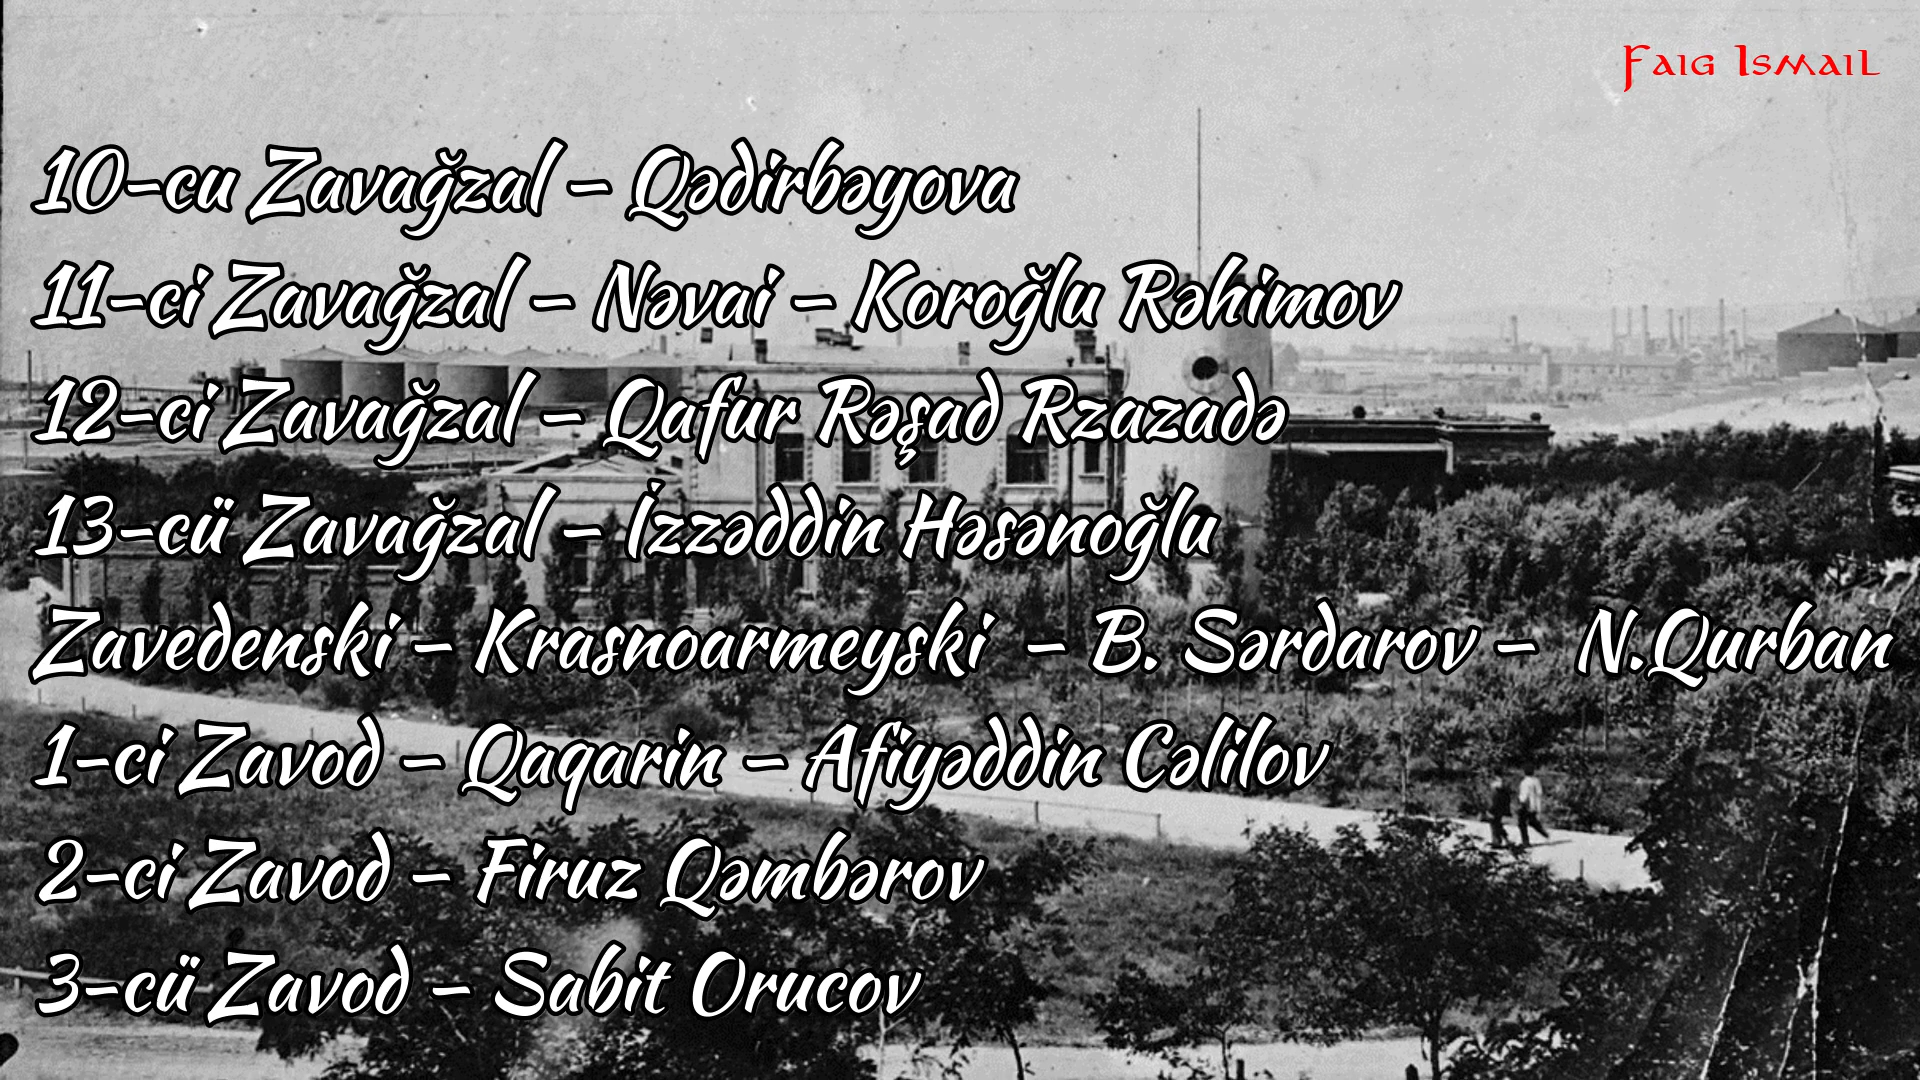 Faig Ismail
10-cu Zavağzal - Qədirbəyova
11-ci Zavağzal - Nəvai - Koroğlu Rəhimov
12-ci Zavağzal - Qafur Rəşad Rzazadə
13-cü Zavağzal - İzzəddin Həsənoğlu
Zavedenski - Krasnoarmeyski - B. Sərdarov - N.Qurban
1-ci Zavod - Qaqarin - Afiyəddin Cəlilov
2-ci Zavod - Firuz Qəmbərov
3-cü Zavod - Sabit Orucov